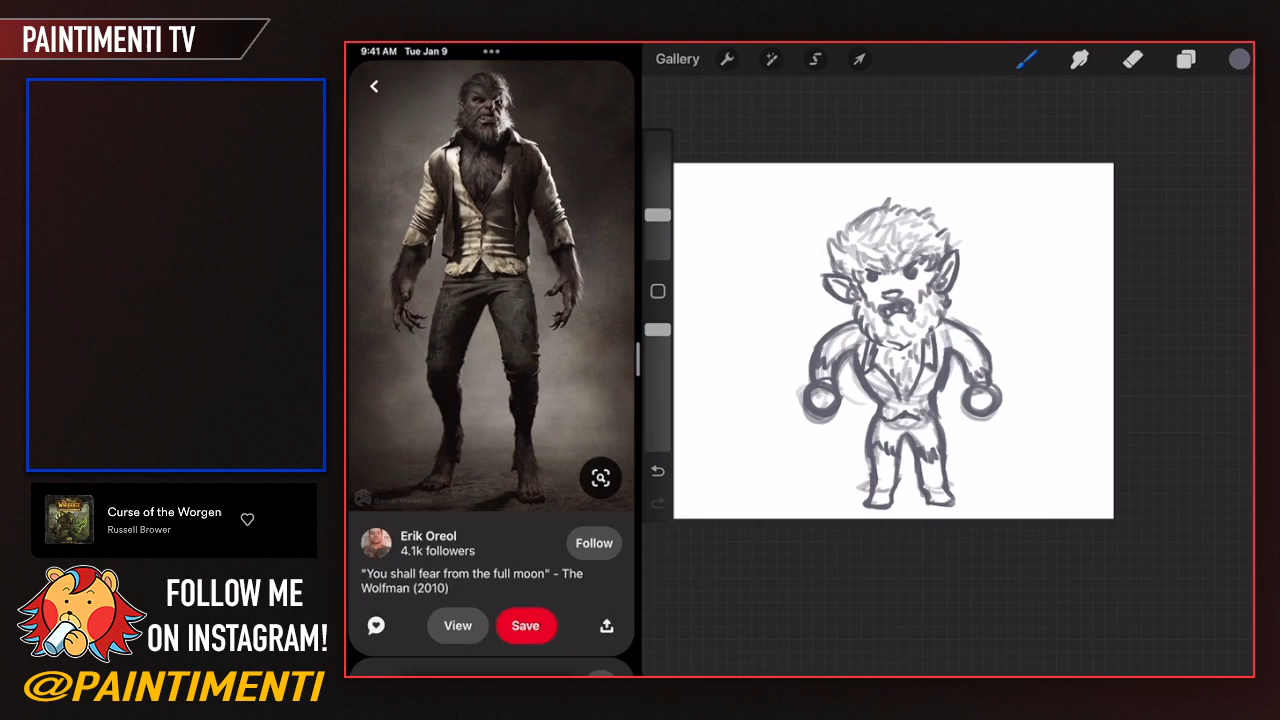 PAINTIMENTI TV
9:41 AM Tue Jan 9
Gallery
Erik Oreol
4.1k followers
Follow
"You shall fear from the full moon" - The
Wolfman (2010)
View
Save
Curse of the Worgen
Russell Brower
FOLLOW ME
ON INSTAGRAM!
@PAINTIMENTI